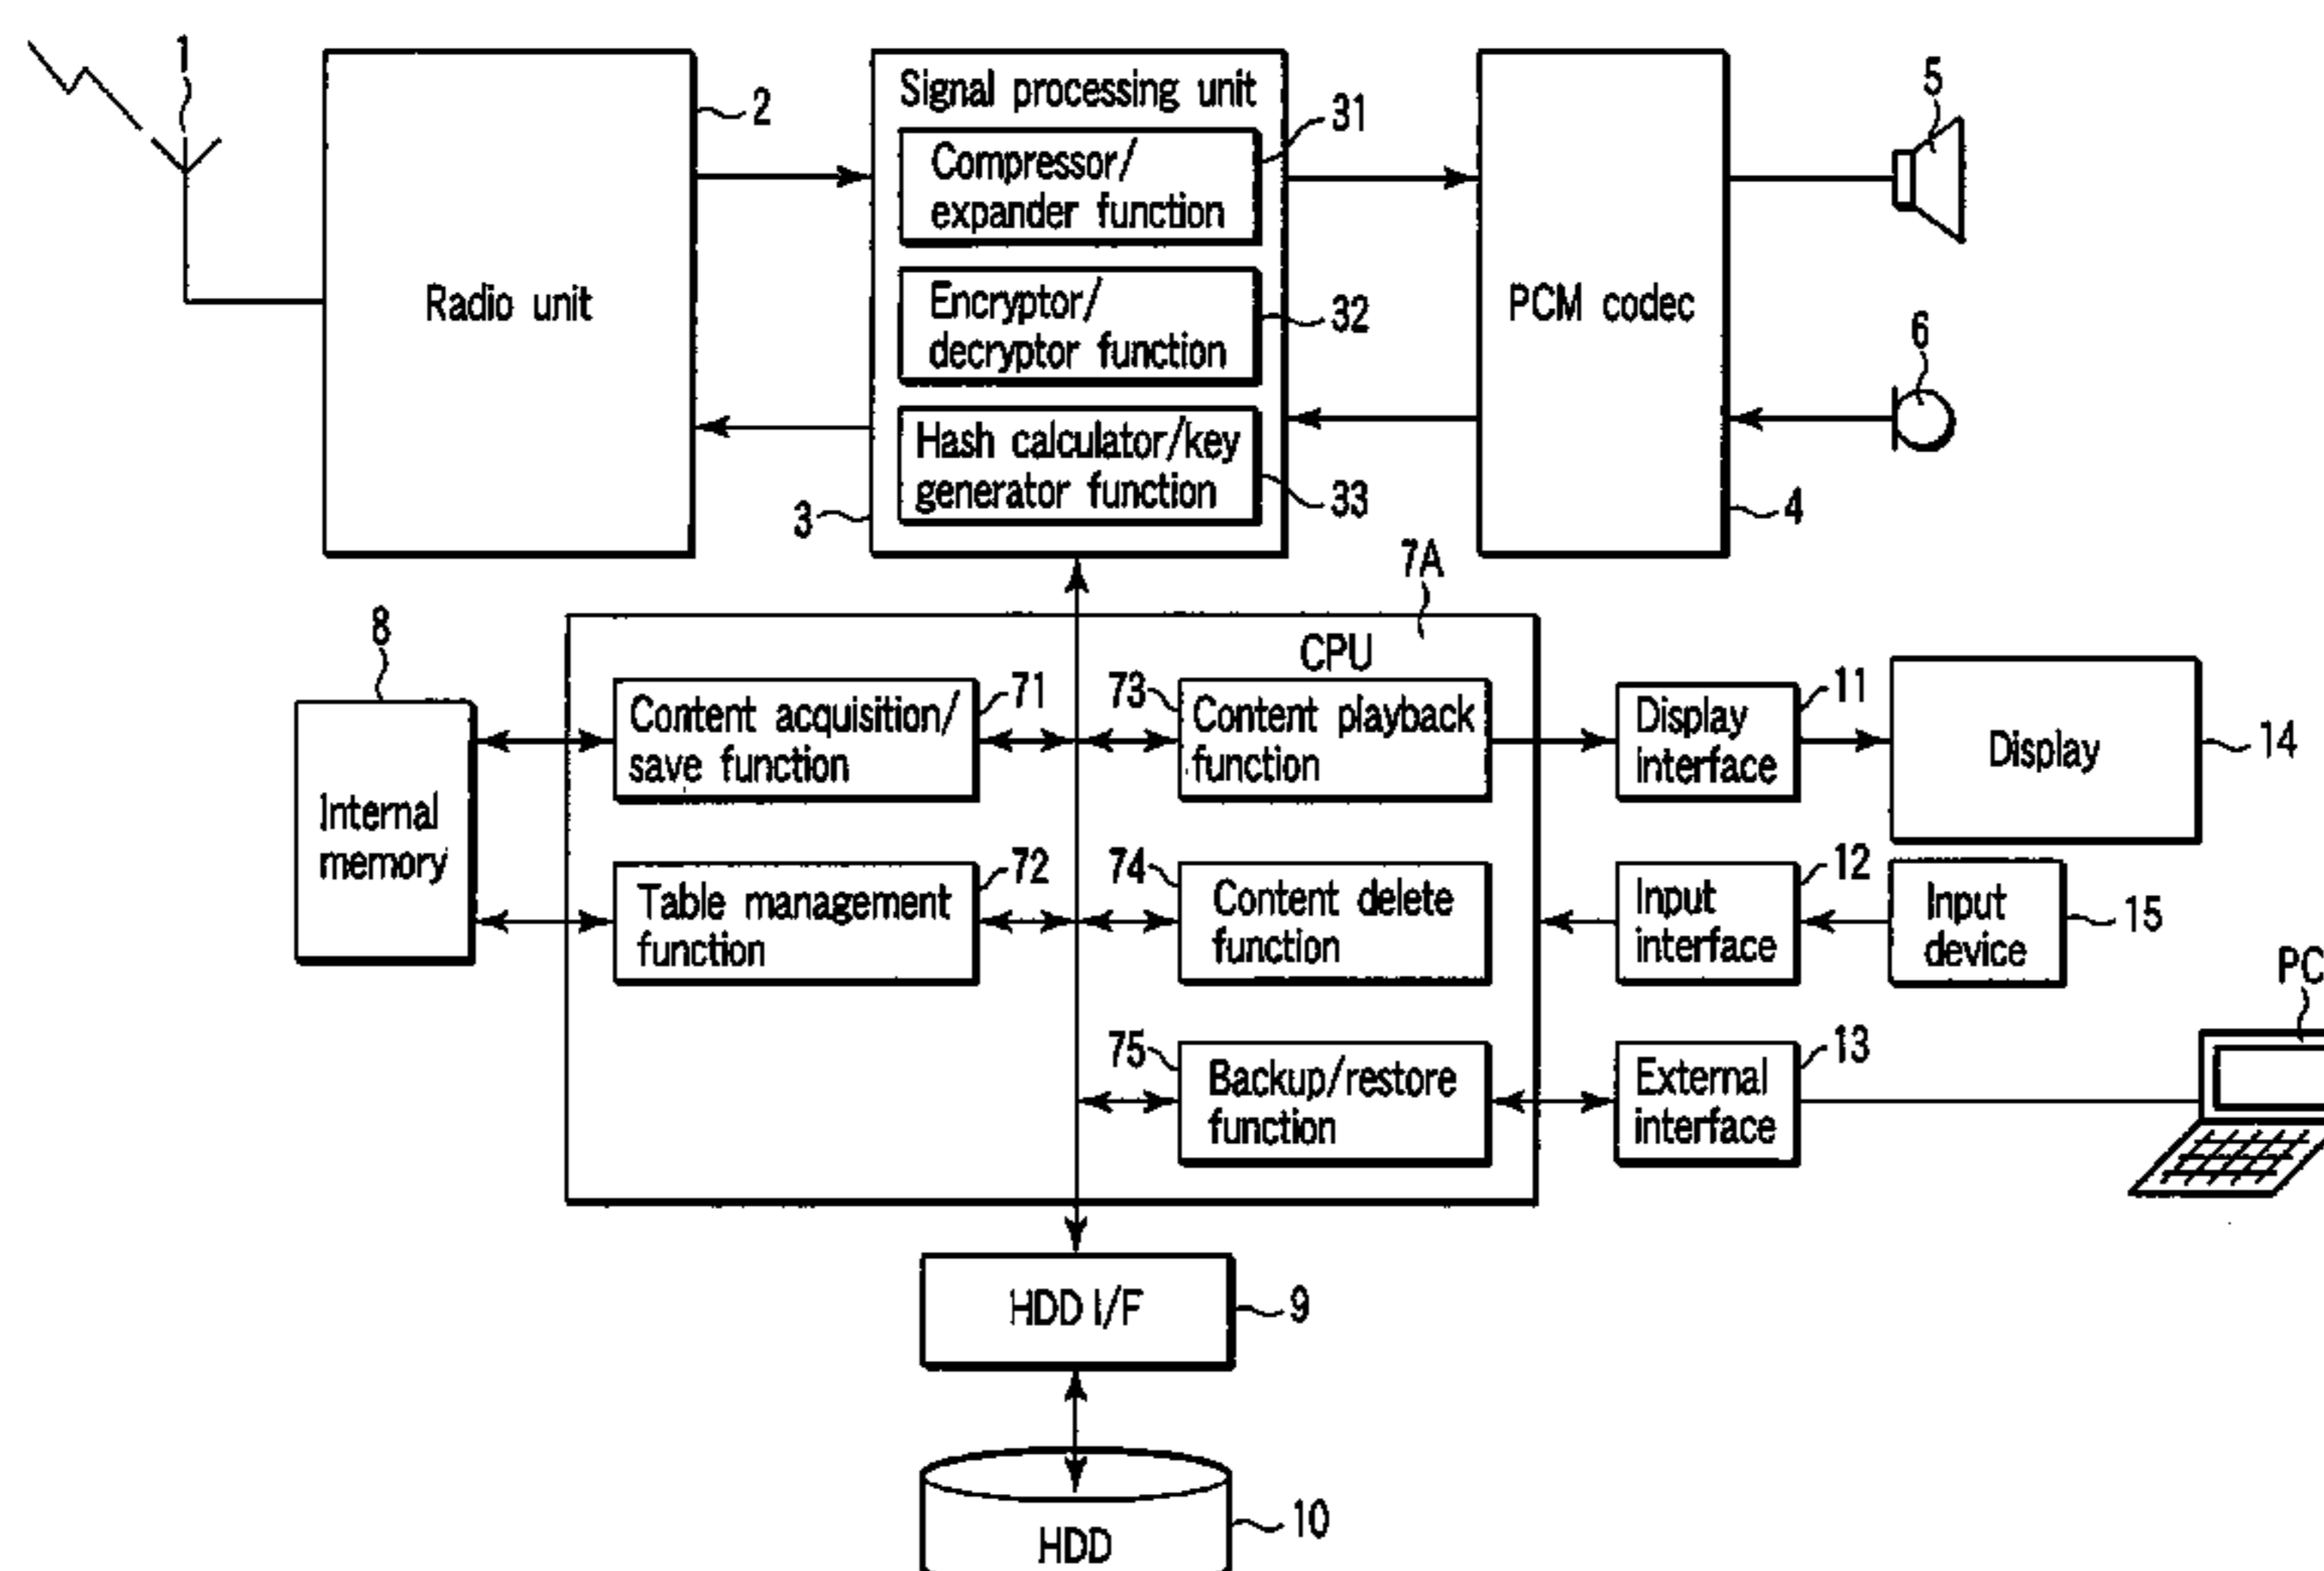 1
Radio unit
2
Signal processing unit
Compressor/
expander function
31
Encryptor/
decryptor function
32
Hash calculator/key
generator function
33
3
PCM codec
4
5
6
7A
CPU
8
Internal
memory
Content acquisition/
save function
71
Table management
function
72
73
Content playback
function
74
Content delete
function
75
Backup/restore
function
Display
interface
11
Display
14
Input
interface
12
Input
device
15
External
interface
13
PC
HDD I/F
9
HDD
10